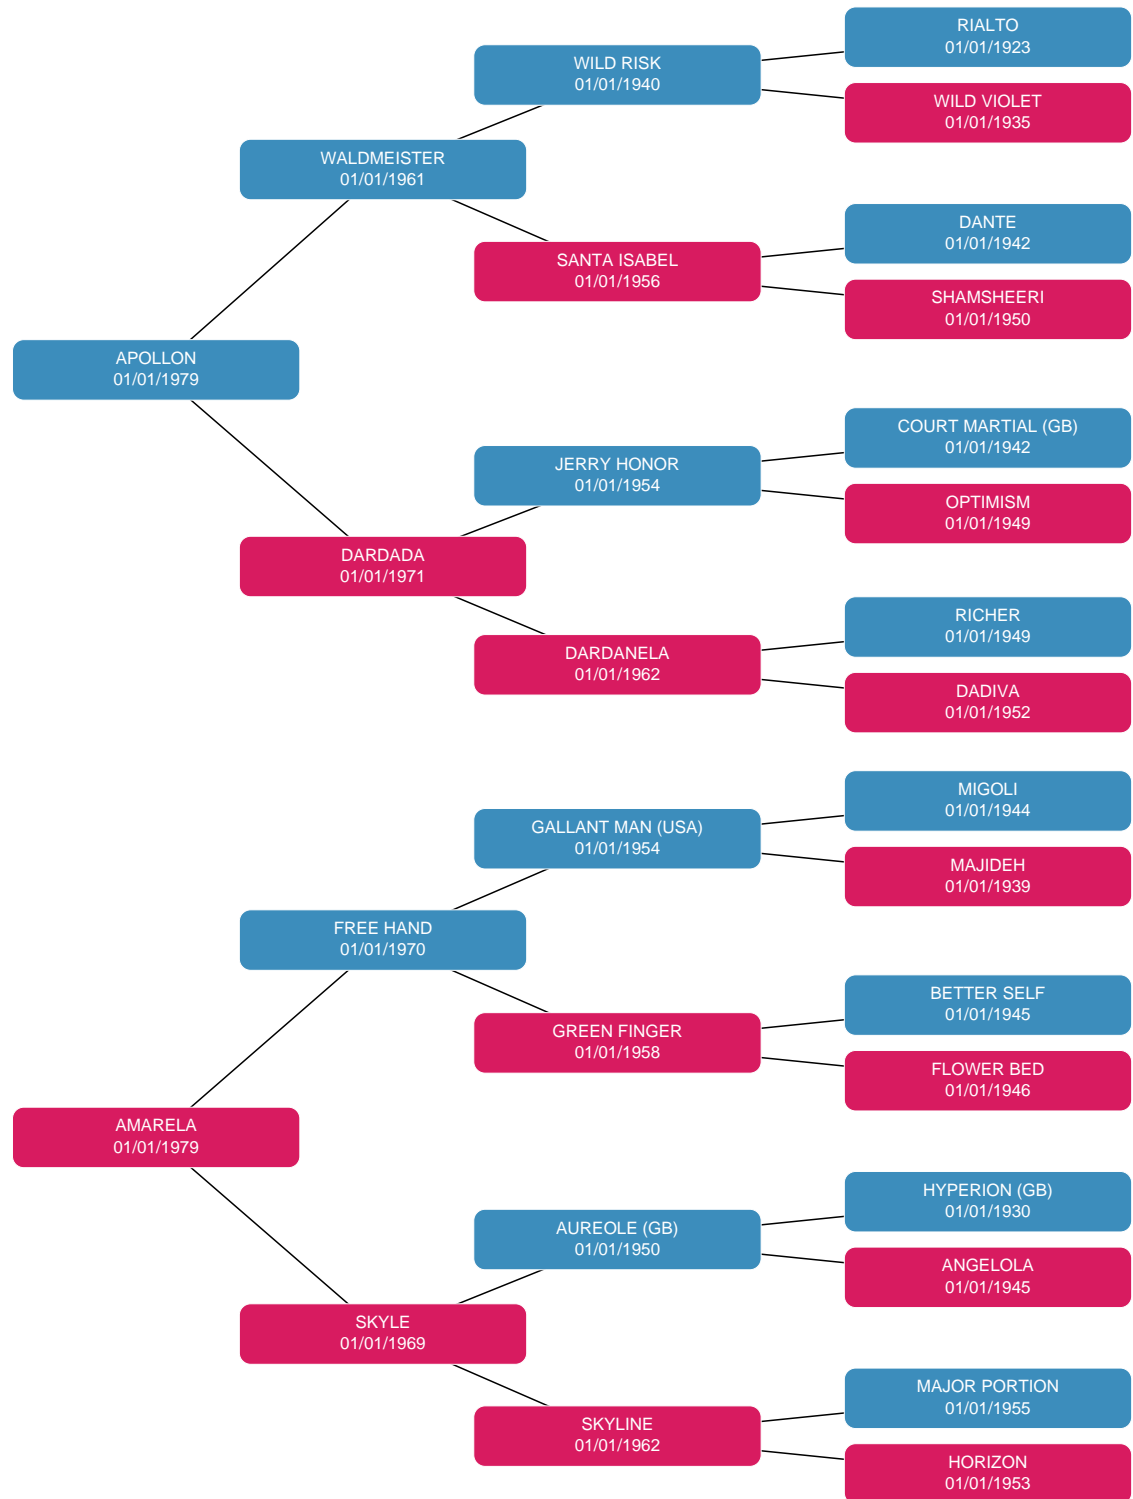 RIALTO
01/01/1923
WILD RISK
01/01/1940
WILD VIOLET
01/01/1935
WALDMEISTER
01/01/1961
DANTE
01/01/1942
SANTA ISABEL
01/01/1956
SHAMSHEERI
01/01/1950
APOLLON
01/01/1979
COURT MARTIAL (GB)
01/01/1942
JERRY HONOR
01/01/1954
OPTIMISM
01/01/1949
DARDADA
01/01/1971
RICHER
01/01/1949
DARDANELA
01/01/1962
DADIVA
01/01/1952
MIGOLI
01/01/1944
GALLANT MAN (USA)
01/01/1954
MAJIDEH
01/01/1939
FREE HAND
01/01/1970
BETTER SELF
01/01/1945
GREEN FINGER
01/01/1958
FLOWER BED
01/01/1946
AMARELA
01/01/1979
HYPERION (GB)
01/01/1930
AUREOLE (GB)
01/01/1950
ANGELOLA
01/01/1945
SKYLE
01/01/1969
MAJOR PORTION
01/01/1955
SKYLINE
01/01/1962
HORIZON
01/01/1953